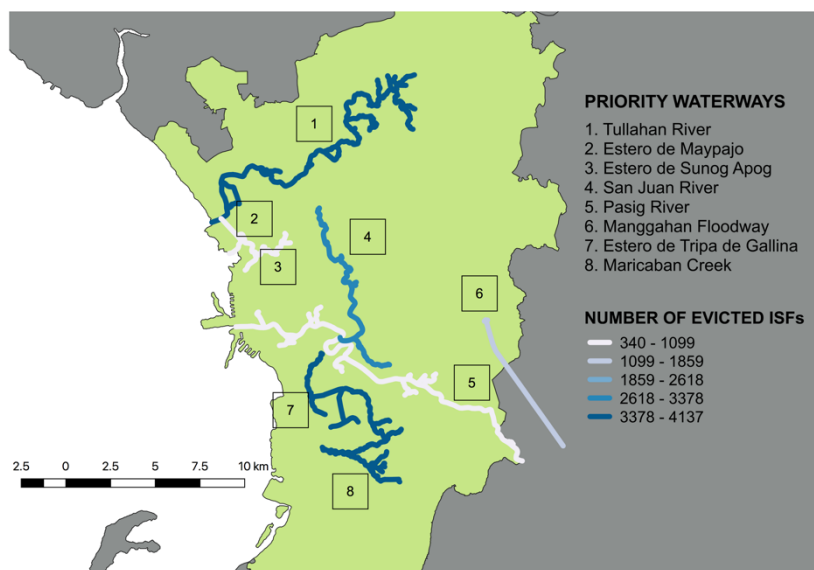 PRIORITY WATERWAYS
1. Tullahan River
2. Estero de Maypajo
3. Estero de Sunog Apog
4. San Juan River
5. Pasig River
6. Manggahan Floodway
7. Estero de Tripa de Gallina
8. Maricaban Creek
NUMBER OF EVICTED ISFs
340 - 1099
1099 - 1859
1859 - 2618
2618 - 3378
3378 - 4137
1
2
4
3
6
5
7
8
2.5 0 2.5 5 7.5 10 km